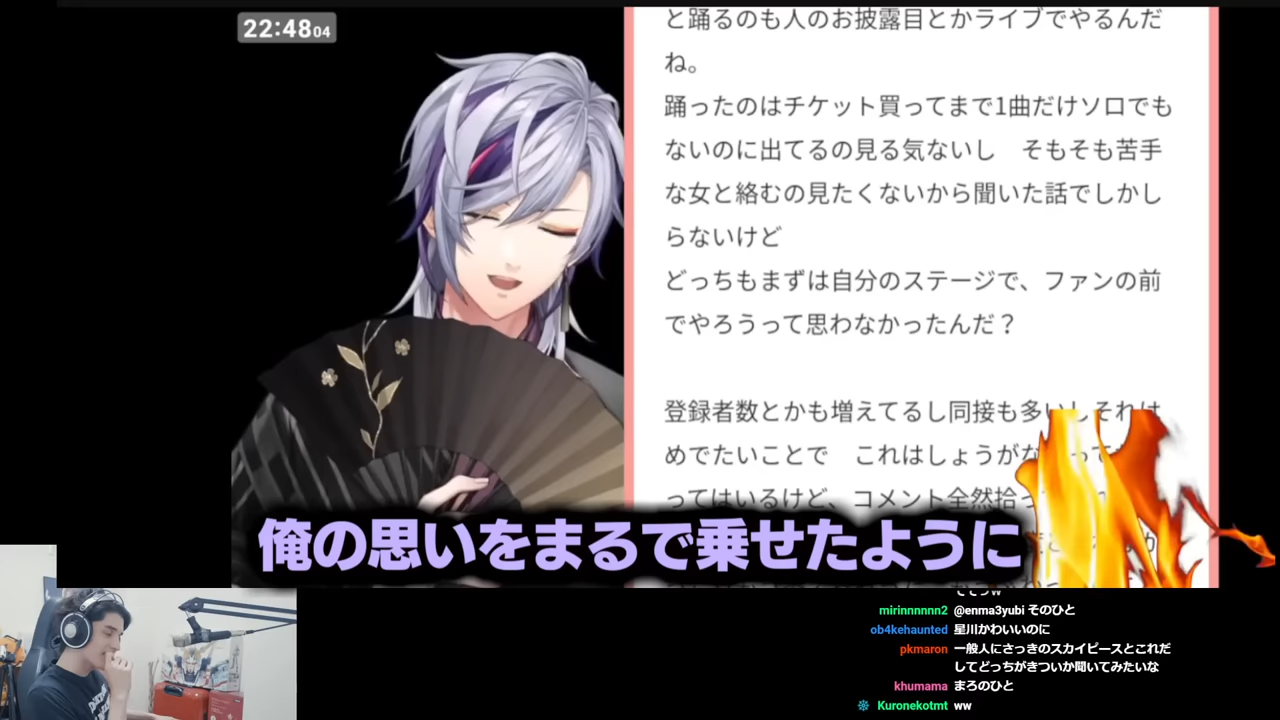 22:4804
と踊るのも人のお披露目とかライブでやるんだ
ね。
踊ったのはチケット買ってまで1曲だけソロでも
ないのに出てるの見る気ないし　そもそも苦手
な女と絡むの見たくないから聞いた話でしかし
らないけど
どっちもまずは自分のステージで、ファンの前
でやろうって思わなかったんだ？
登録者数とかも増えてるし同接も多いしそれは
めでたいことで　これはしょうがな
ってはいるけど、コメント全然拾っ
俺の思いをまるで乗せたように
mirinnnnnn2 @enma3yubi そのひと
ob4kehaunted 星川かわいいのに
pkmaron 一般人にさっきのスカイピースとこれだ
してどっちがきついか聞いてみたいな
khumama まろのひと
Kuronekotmt ww